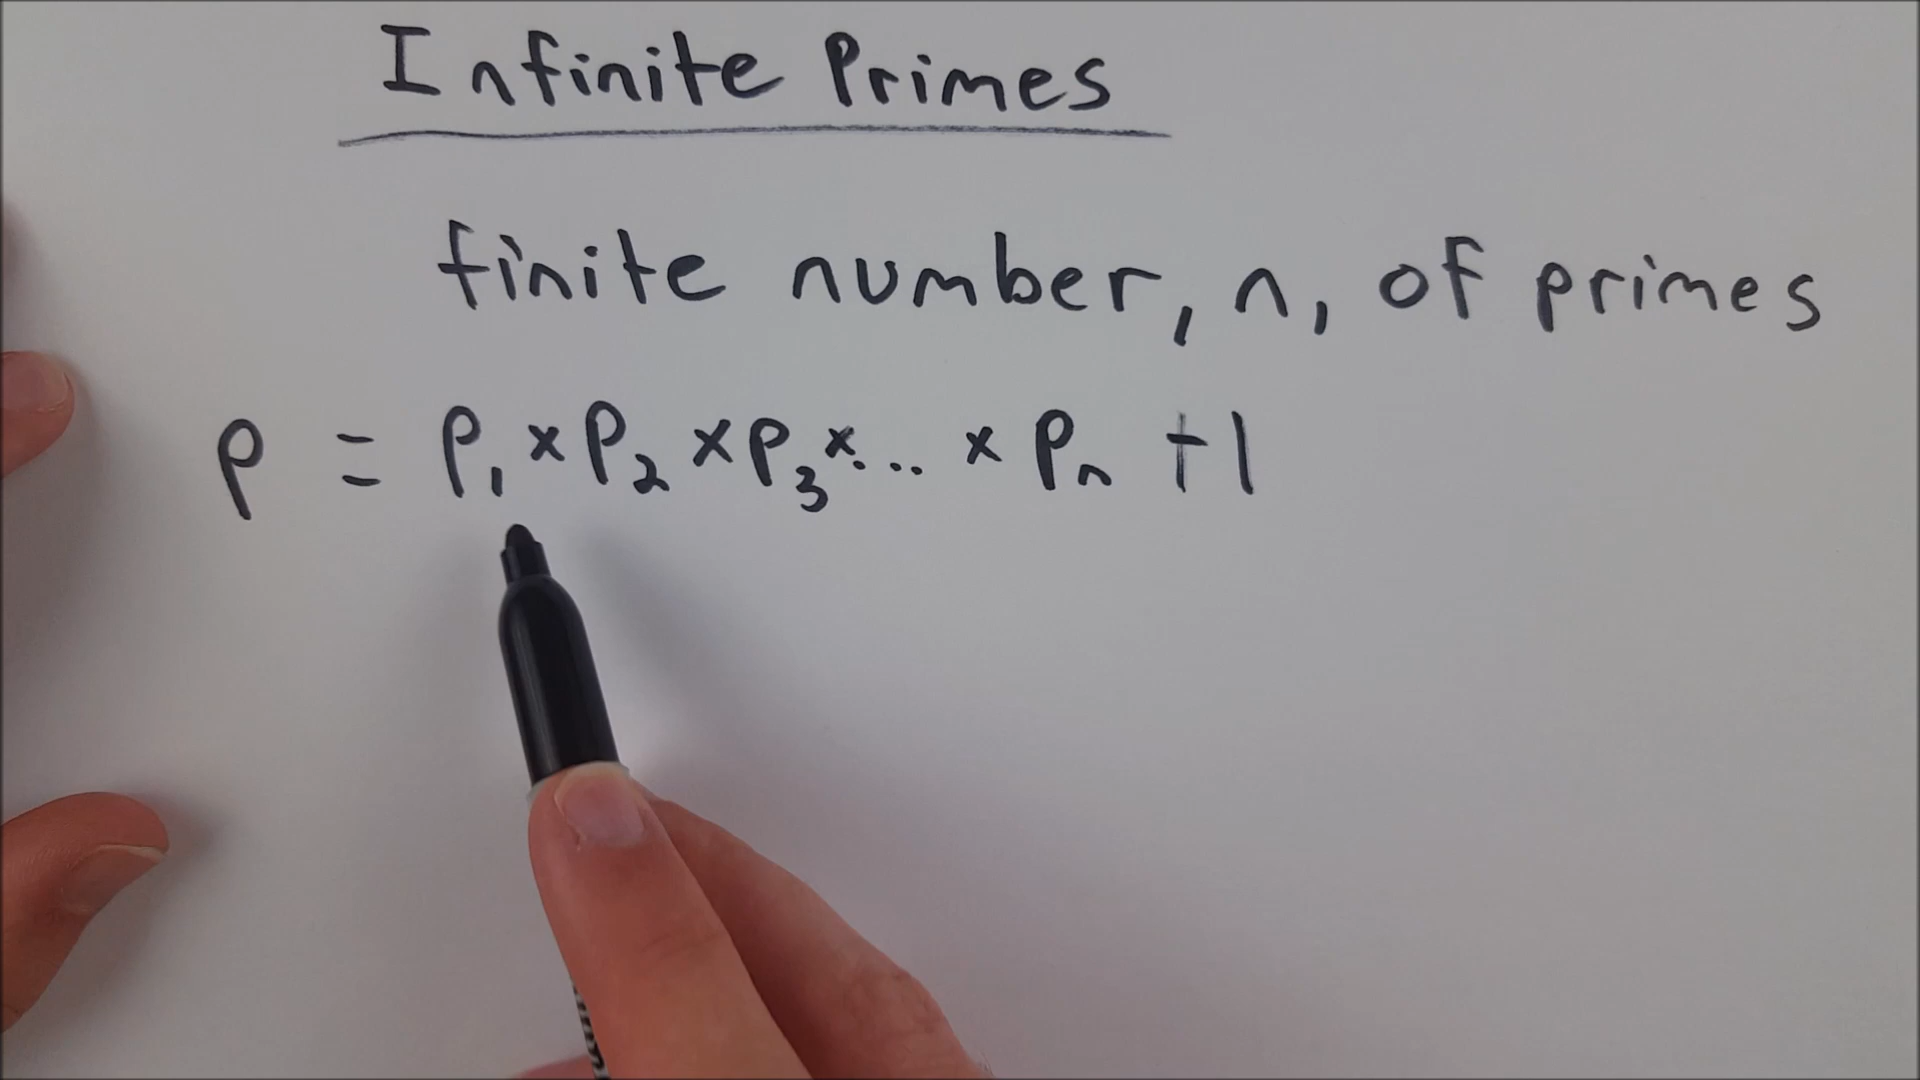 Infinite Primes
finite number, n, of primes
p = p₁ × p₂ × p₃ × ... × pₙ + 1